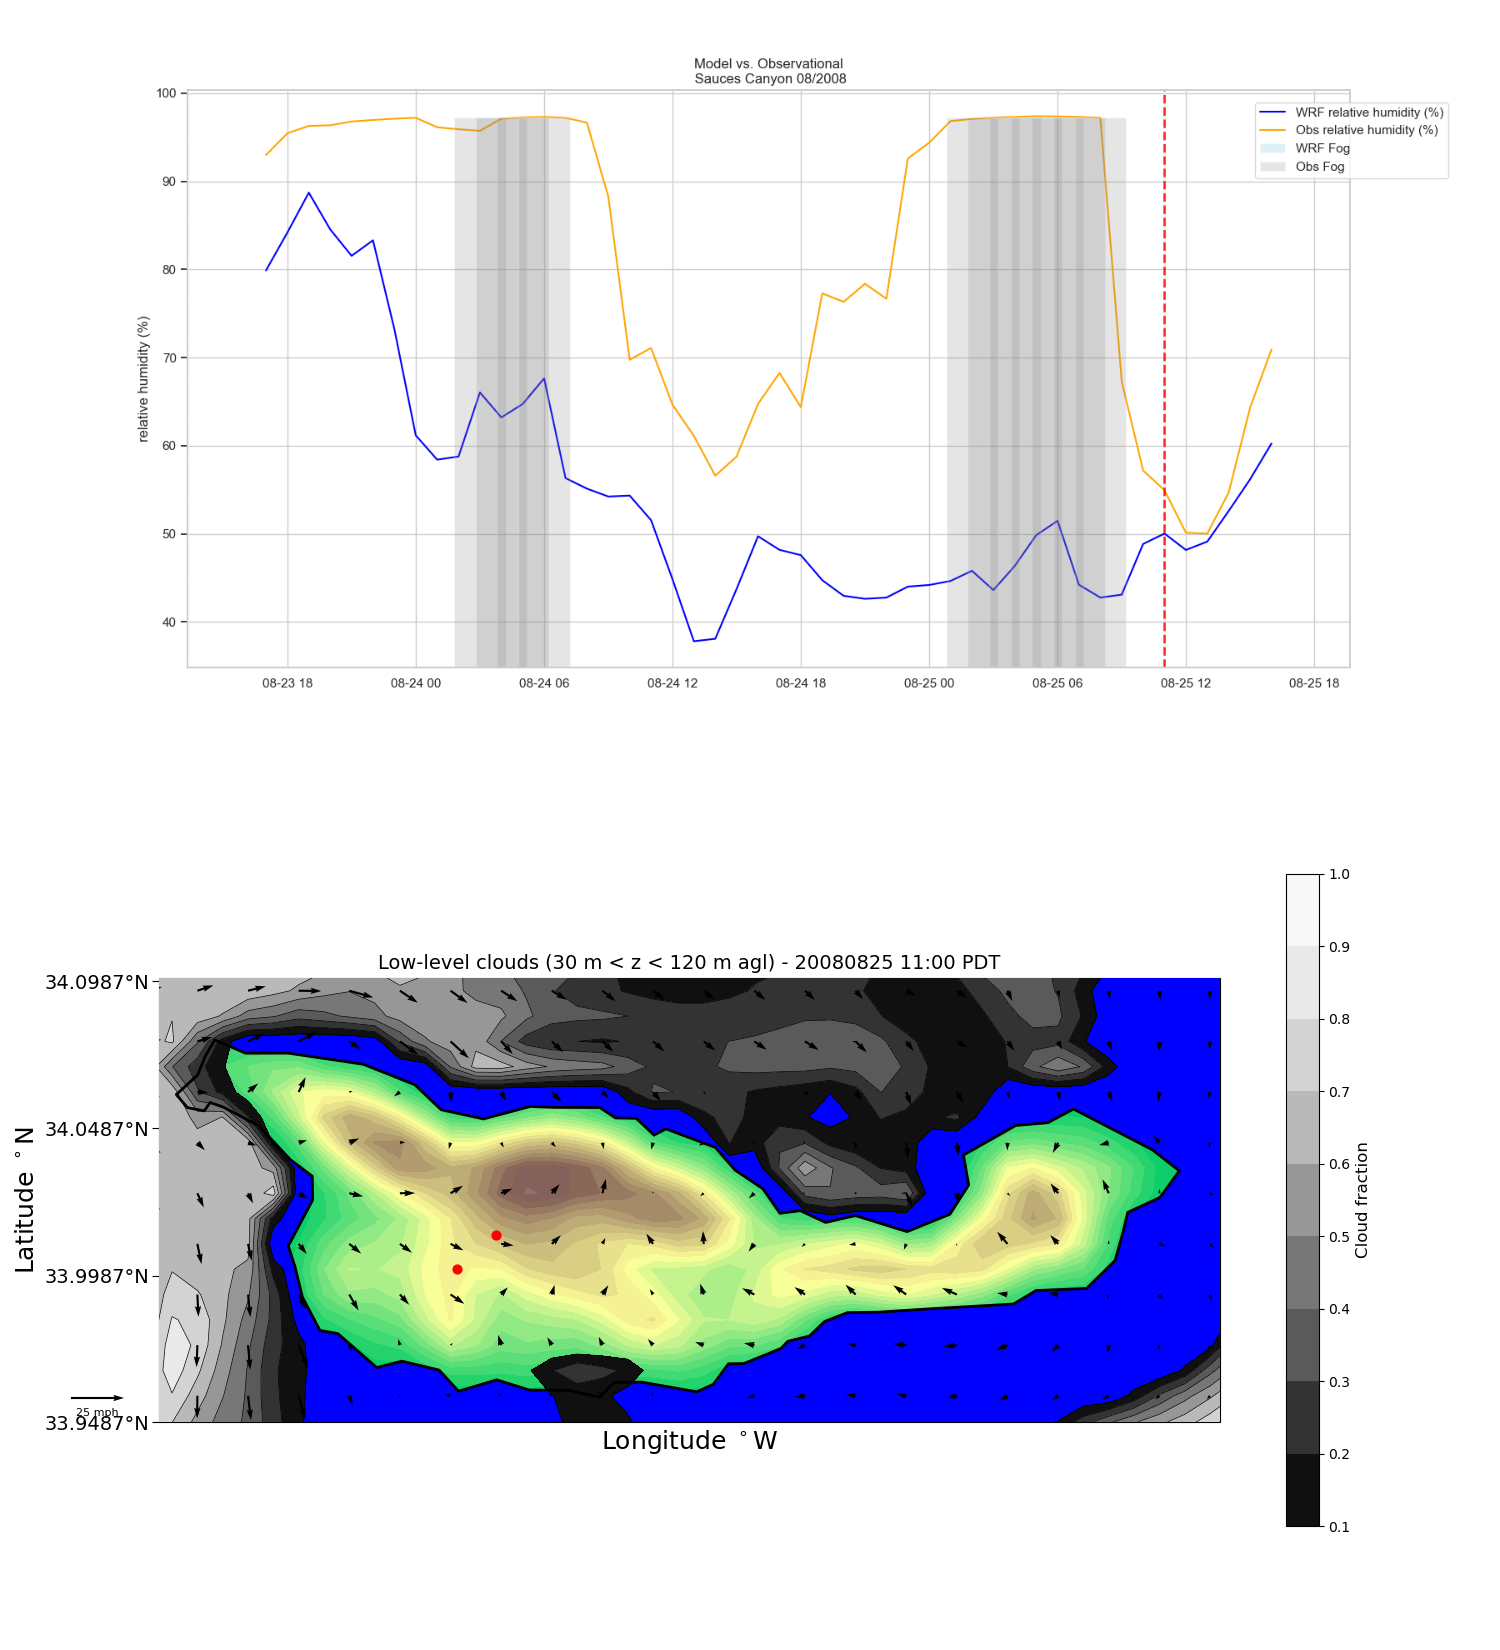 Model vs. Observational
Sauces Canyon 08/2008
100
90
80
70
60
50
40
relative humidity (%)
WRF relative humidity (%)
Obs relative humidity (%)
WRF Fog
Obs Fog
08-23 18
08-24 00
08-24 06
08-24 12
08-24 18
08-25 00
08-25 06
08-25 12
08-25 18
Low-level clouds (30 m < z < 120 m agl) - 20080825 11:00 PDT
34.0987°N
34.0487°N
33.9987°N
33.9487°N
Latitude °N
25 mph
Longitude °W
1.0
0.9
0.8
0.7
0.6
0.5
0.4
0.3
0.2
0.1
Cloud fraction